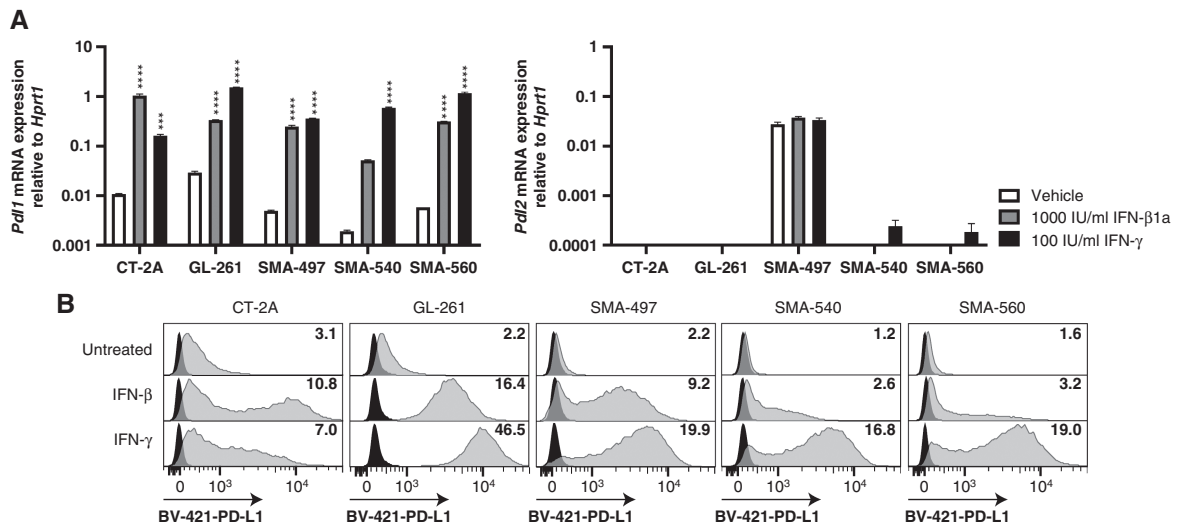 A
Pdl1 mRNA expression
relative to Hprt1
10
1
0.1
0.01
0.001
****
***
****
****
****
****
****
****
****
CT-2A GL-261 SMA-497 SMA-540 SMA-560
Pdl2 mRNA expression
relative to Hprt1
1
0.1
0.01
0.001
0.0001
CT-2A GL-261 SMA-497 SMA-540 SMA-560
Vehicle
1000 IU/ml IFN-β1a
100 IU/ml IFN-γ
B
CT-2A GL-261 SMA-497 SMA-540 SMA-560
Untreated 3.1 2.2 2.2 1.2 1.6
IFN-β 10.8 16.4 9.2 2.6 3.2
IFN-γ 7.0 46.5 19.9 16.8 19.0
0 10³ 10⁴ 0 10³ 10⁴ 0 10³ 10⁴ 0 10³ 10⁴ 0 10³ 10⁴
BV-421-PD-L1 BV-421-PD-L1 BV-421-PD-L1 BV-421-PD-L1 BV-421-PD-L1